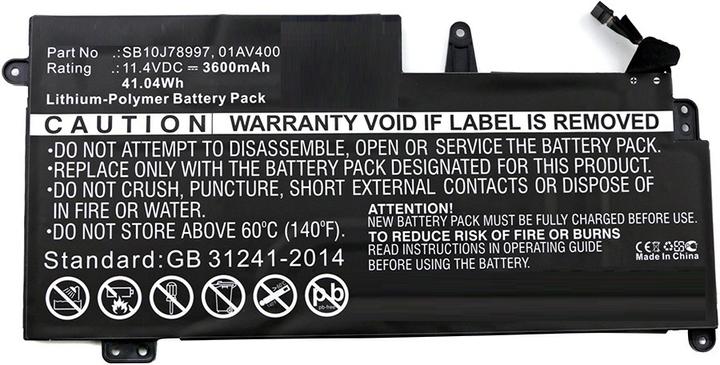 Part No : SB10J78997, 01AV400
Rating : 11.4VDC ⎓ 3600mAh
41.04Wh
Lithium-Polymer Battery Pack
CAUTION WARRANTY VOID IF LABEL IS REMOVED
•DO NOT ATTEMPT TO DISASSEMBLE, OPEN OR SERVICE THE BATTERY PACK.
•REPLACE ONLY WITH THE BATTERY PACK DESIGNATED FOR THIS PRODUCT.
•DO NOT CRUSH, PUNCTURE, SHORT EXTERNAL CONTACTS OR DISPOSE OF
IN FIRE OR WATER.
•DO NOT STORE ABOVE 60ºC (140ºF).
Standard: GB 31241-2014
ATTENTION!
NEW BATTERY PACK MUST BE FULLY CHARGED BEFORE USE.
TO REDUCE RISK OF FIRE OR BURNS
READ INSTRUCTIONS IN OPERATING GUIDE
BEFORE USING THE BATTERY.
CE
Made In China
Pb